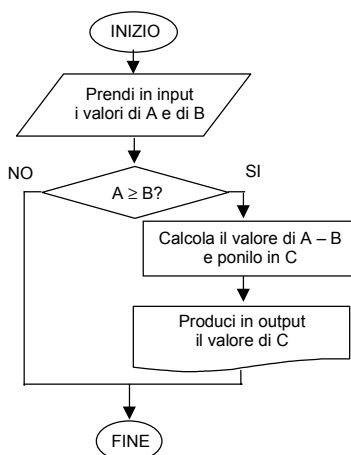 INIZIO
Prendi in input
i valori di A e di B
NO
SI
A ≥ B?
Calcola il valore di A – B
e ponilo in C
Produci in output
il valore di C
FINE